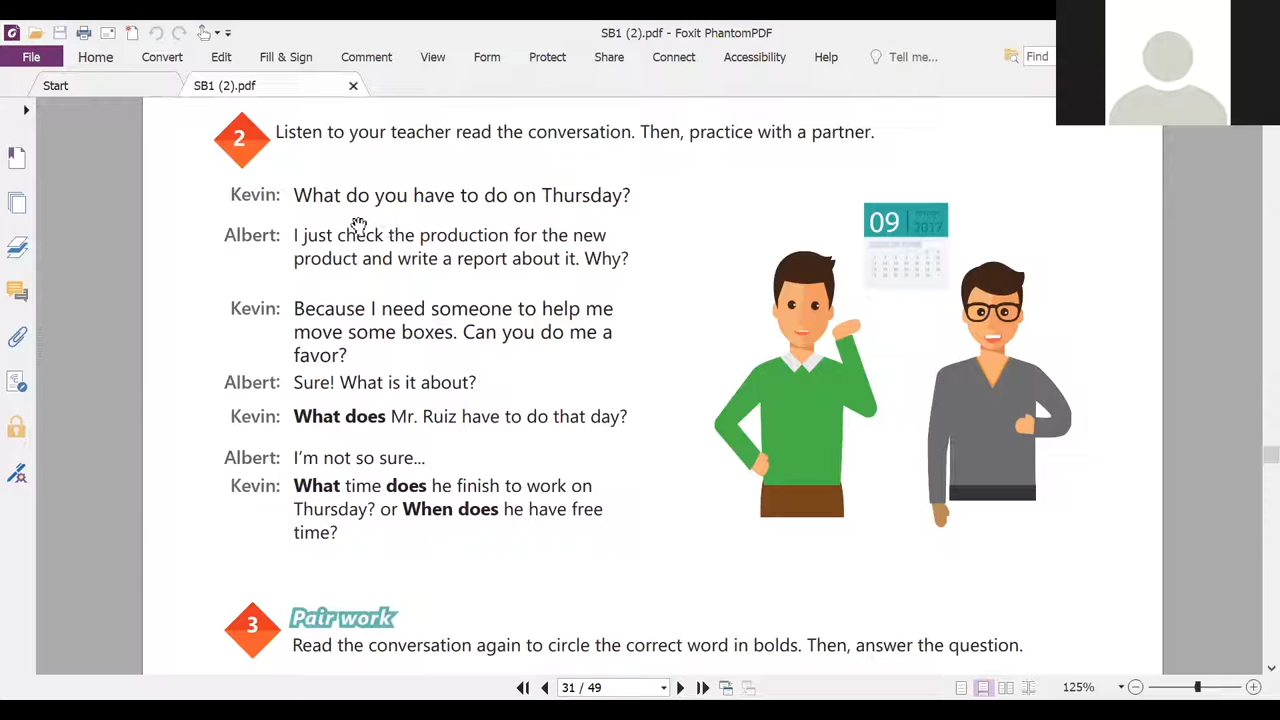 SB1 (2).pdf - Foxit PhantomPDF
File Home Convert Edit Fill & Sign Comment View Form Protect Share Connect Accessibility Help Tell me... Find
Start SB1 (2).pdf
2 Listen to your teacher read the conversation. Then, practice with a partner.
Kevin: What do you have to do on Thursday?
Albert: I just check the production for the new
product and write a report about it. Why?
Kevin: Because I need someone to help me
move some boxes. Can you do me a
favor?
Albert: Sure! What is it about?
Kevin: What does Mr. Ruiz have to do that day?
Albert: I'm not so sure...
Kevin: What time does he finish to work on
Thursday? or When does he have free
time?
09
2017
3 Pair work
Read the conversation again to circle the correct word in bolds. Then, answer the question.
31 / 49
125%